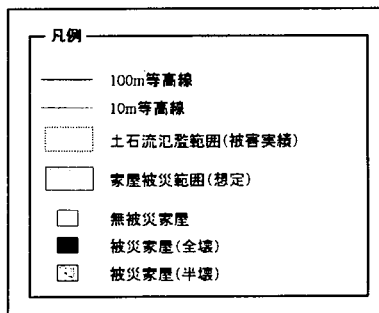 凡例
100m等高線
10m等高線
土石流氾濫範囲(被害実績)
家屋被災範囲(想定)
無被災家屋
被災家屋(全壊)
被災家屋(半壊)